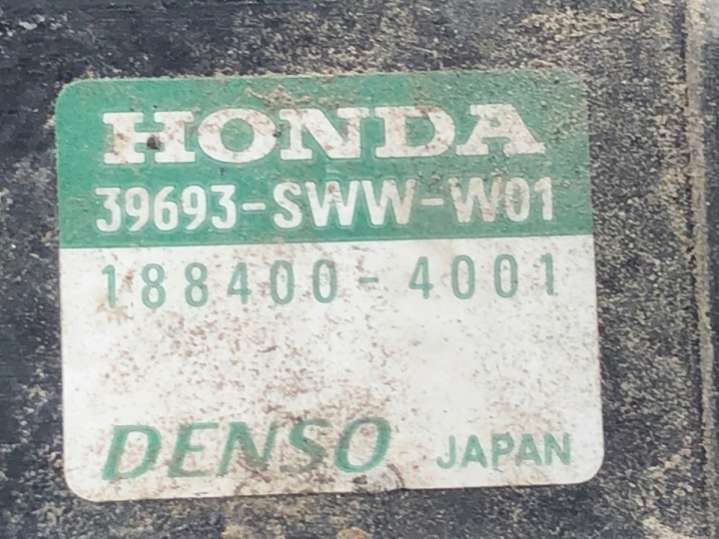 HONDA
39693-SWW-W01
188400-4001
DENSO JAPAN